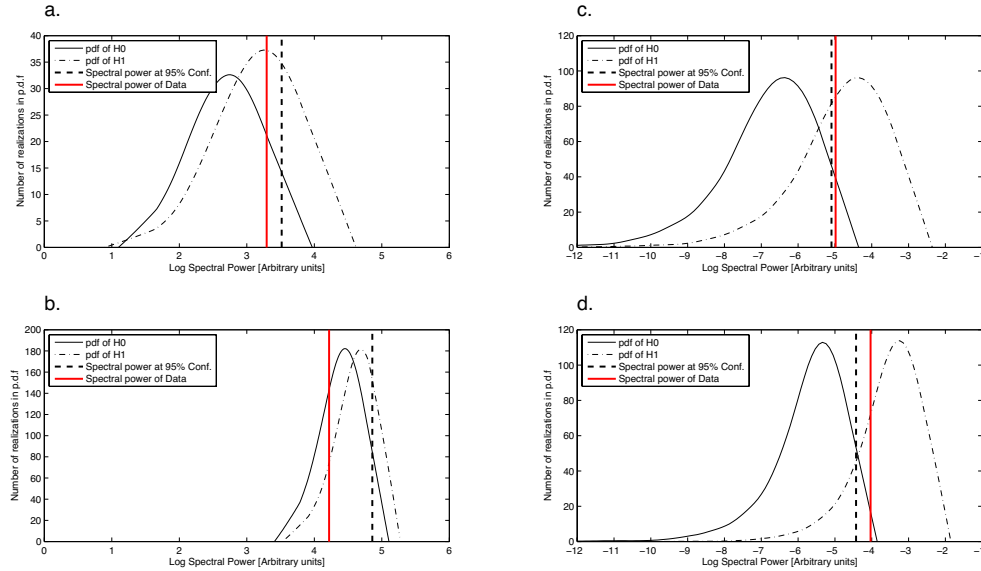 a.
40
35
30
25
20
15
10
5
0
Number of realizations in p.d.f
pdf of H0
pdf of H1
Spectral power at 95% Conf.
Spectral power of Data
0 1 2 3 4 5 6
Log Spectral Power [Arbitrary units]
c.
120
100
80
60
40
20
0
Number of realizations in p.d.f
pdf of H0
pdf of H1
Spectral power at 95% Conf.
Spectral power of Data
−12 −11 −10 −9 −8 −7 −6 −5 −4 −3 −2 −1
Log Spectral Power [Arbitrary units]
b.
200
180
160
140
120
100
80
60
40
20
0
Number of realizations in p.d.f
pdf of H0
pdf of H1
Spectral power at 95% Conf.
Spectral power of Data
0 1 2 3 4 5 6
Log Spectral Power [Arbitrary units]
d.
120
100
80
60
40
20
0
Number of realizations in p.d.f
pdf of H0
pdf of H1
Spectral power at 95% Conf.
Spectral power of Data
−12 −11 −10 −9 −8 −7 −6 −5 −4 −3 −2 −1
Log Spectral Power [Arbitrary units]